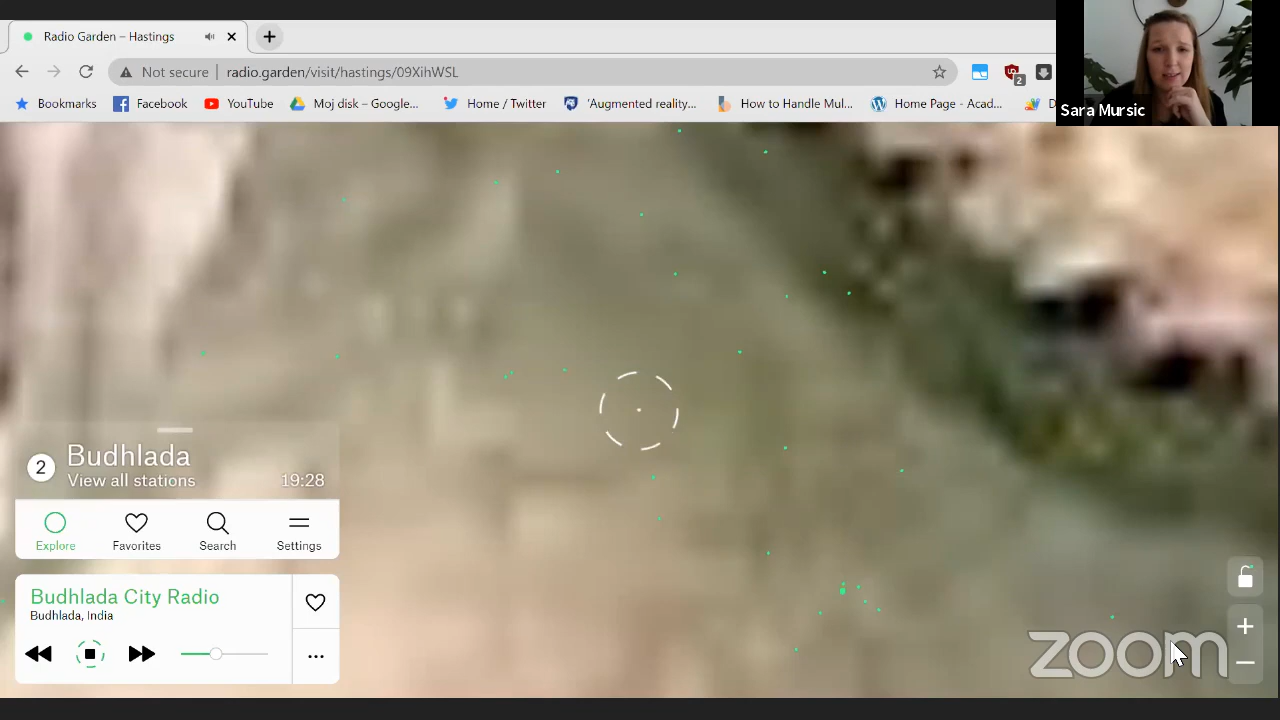 Radio Garden – Hastings
Not secure | radio.garden/visit/hastings/09XihWSL
2
Bookmarks Facebook YouTube Moj disk – Google... Home / Twitter 'Augmented reality... How to Handle Mul... Home Page - Acad...
Sara Mursic
2 Budhlada
View all stations 19:28
Explore Favorites Search Settings
Budhlada City Radio
Budhlada, India
zoom